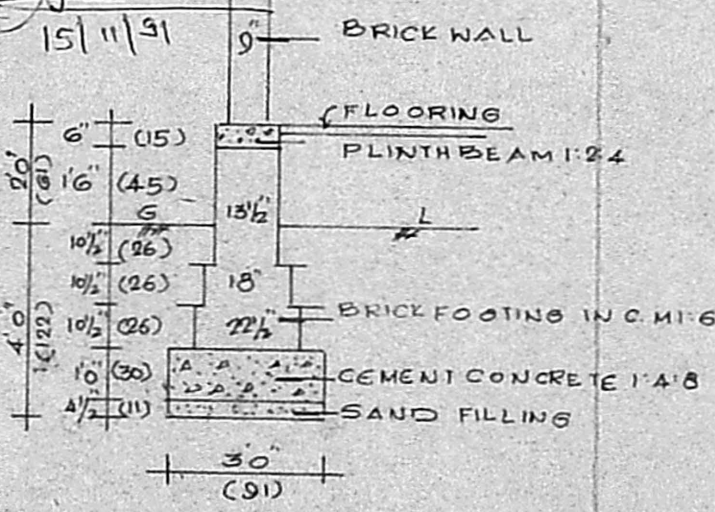 15/11/91
9" BRICK WALL
FLOORING
6" (15)
PLINTH BEAM 1:2:4
2'0" (61)
1'6" (45)
13½"
G L
10½" (26)
10½" (26) 18"
10½" (26) 22½" BRICK FOOTING IN C.M 1:6
4'0" (122)
1'0" (30) CEMENT CONCRETE 1:4:8
4½" (11) SAND FILLING
3'0"
(91)